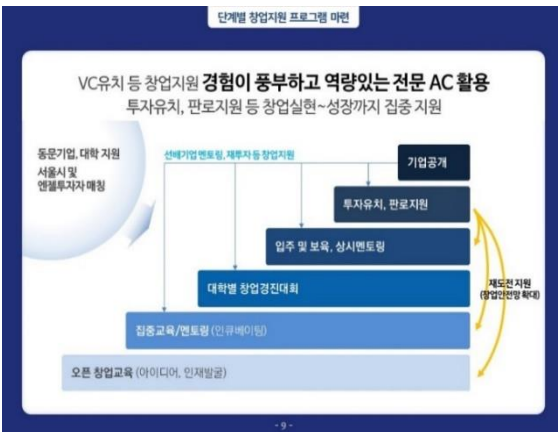 단계별 창업지원 프로그램 마련
VC유치 등 창업지원 경험이 풍부하고 역량있는 전문 AC 활용
투자유치, 판로지원 등 창업실현~성장까지 집중 지원
동문기업, 대학 지원
서울시 및
엔젤투자자 매칭
선배기업 멘토링, 재투자 등 창업지원
기업공개
투자유치, 판로지원
입주 및 보육, 상시멘토링
대학별 창업경진대회
재도전 지원
(창업안전망 확대)
집중교육/멘토링 (인큐베이팅)
오픈 창업교육 (아이디어, 인재발굴)
- 9 -